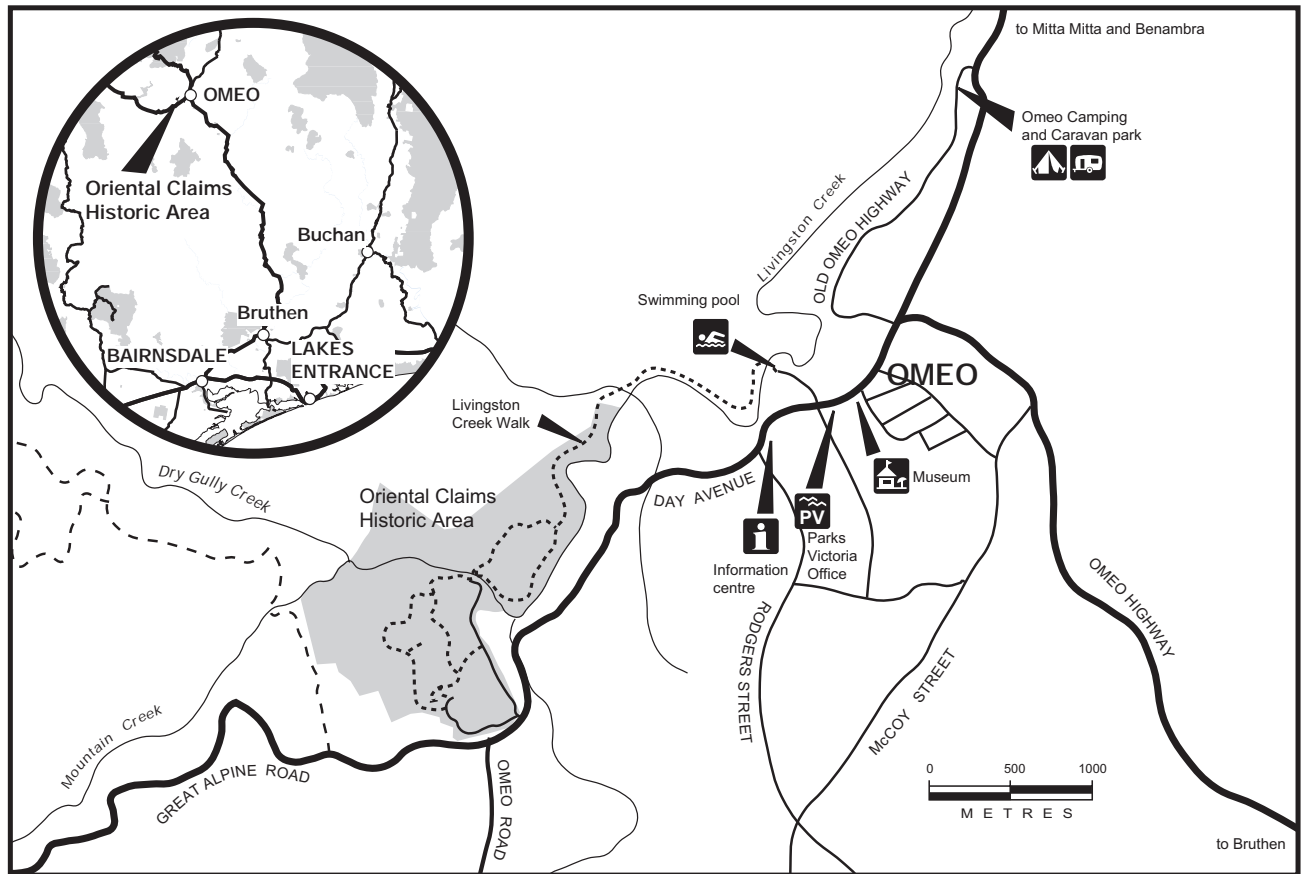 to Mitta Mitta and Benambra
OMEO
Oriental Claims
Historic Area
Buchan
Bruthen
BAIRNSDALE
LAKES
ENTRANCE
Omeo Camping
and Caravan park
Livingston Creek
OLD OMEO HIGHWAY
Swimming pool
OMEO
Livingston
Creek Walk
Dry Gully Creek
Oriental Claims
Historic Area
DAY AVENUE
Museum
PV
Parks
Victoria
Office
i
Information
centre
OMEO HIGHWAY
RODGERS STREET
McCOY STREET
Mountain Creek
GREAT ALPINE ROAD
OMEO ROAD
0 500 1000
METRES
to Bruthen